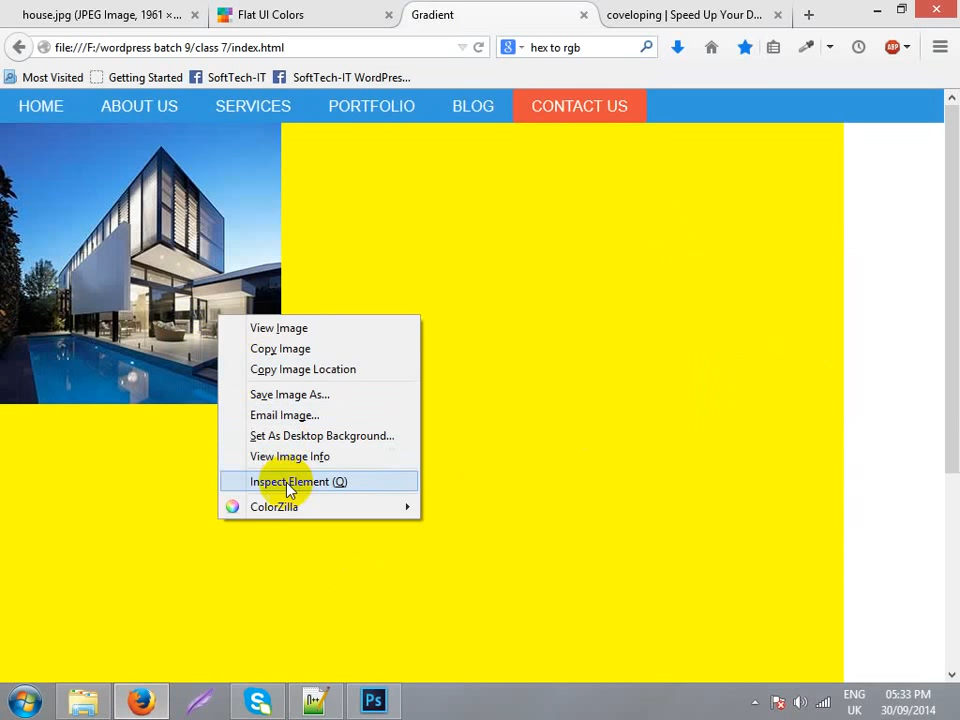 house.jpg (JPEG Image, 1961 ×...
Flat UI Colors
Gradient
coveloping | Speed Up Your D...
file:///F:/wordpress batch 9/class 7/index.html
hex to rgb
ABP
Most Visited
Getting Started
SoftTech-IT
SoftTech-IT WordPres...
HOME
ABOUT US
SERVICES
PORTFOLIO
BLOG
CONTACT US
View Image
Copy Image
Copy Image Location
Save Image As...
Email Image...
Set As Desktop Background...
View Image Info
Inspect Element (Q)
ColorZilla
ENG
UK
05:33 PM
30/09/2014